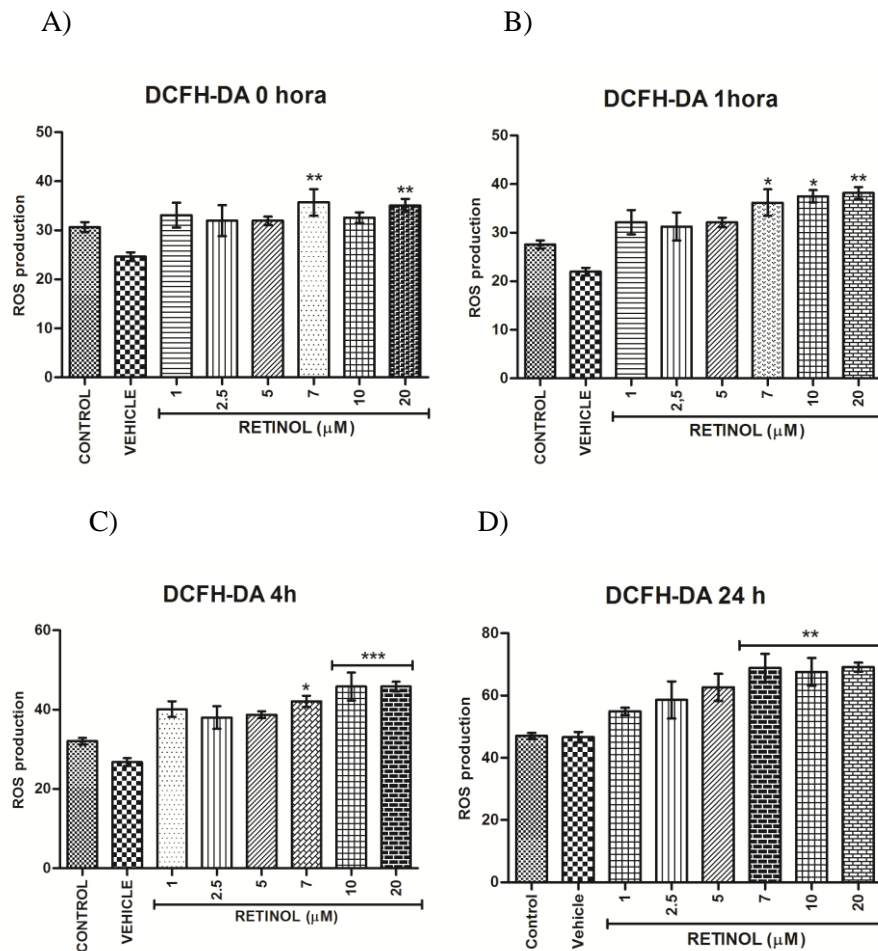 A)
DCFH-DA 0 hora
ROS production
50
40
30
20
10
0
**
**
CONTROL
VEHICLE
1
2.5
5
7
10
20
RETINOL (μM)
B)
DCFH-DA 1hora
ROS production
50
40
30
20
10
0
*
*
**
CONTROL
VEHICLE
1
2,5
5
7
10
20
RETINOL (μM)
C)
DCFH-DA 4h
ROS production
60
40
20
0
*
***
CONTROL
VEHICLE
1
2.5
5
7
10
20
RETINOL (μM)
D)
DCFH-DA 24 h
ROS production
80
60
40
20
0
**
Control
Vehicle
1
2.5
5
7
10
20
RETINOL (μM)